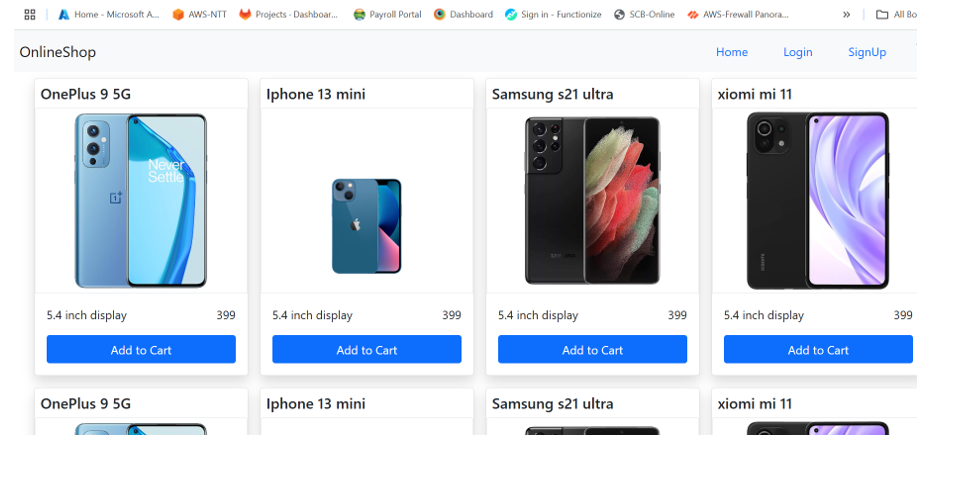 Home - Microsoft A... AWS-NTT Projects · Dashboar... Payroll Portal Dashboard Sign in - Functionize SCB-Online AWS-Frewall Panora... » All Bo
OnlineShop Home Login SignUp
OnePlus 9 5G Iphone 13 mini Samsung s21 ultra xiomi mi 11
Never
Settle
SAMSUNG
XIAOMI
5.4 inch display 399 5.4 inch display 399 5.4 inch display 399 5.4 inch display 399
Add to Cart Add to Cart Add to Cart Add to Cart
OnePlus 9 5G Iphone 13 mini Samsung s21 ultra xiomi mi 11